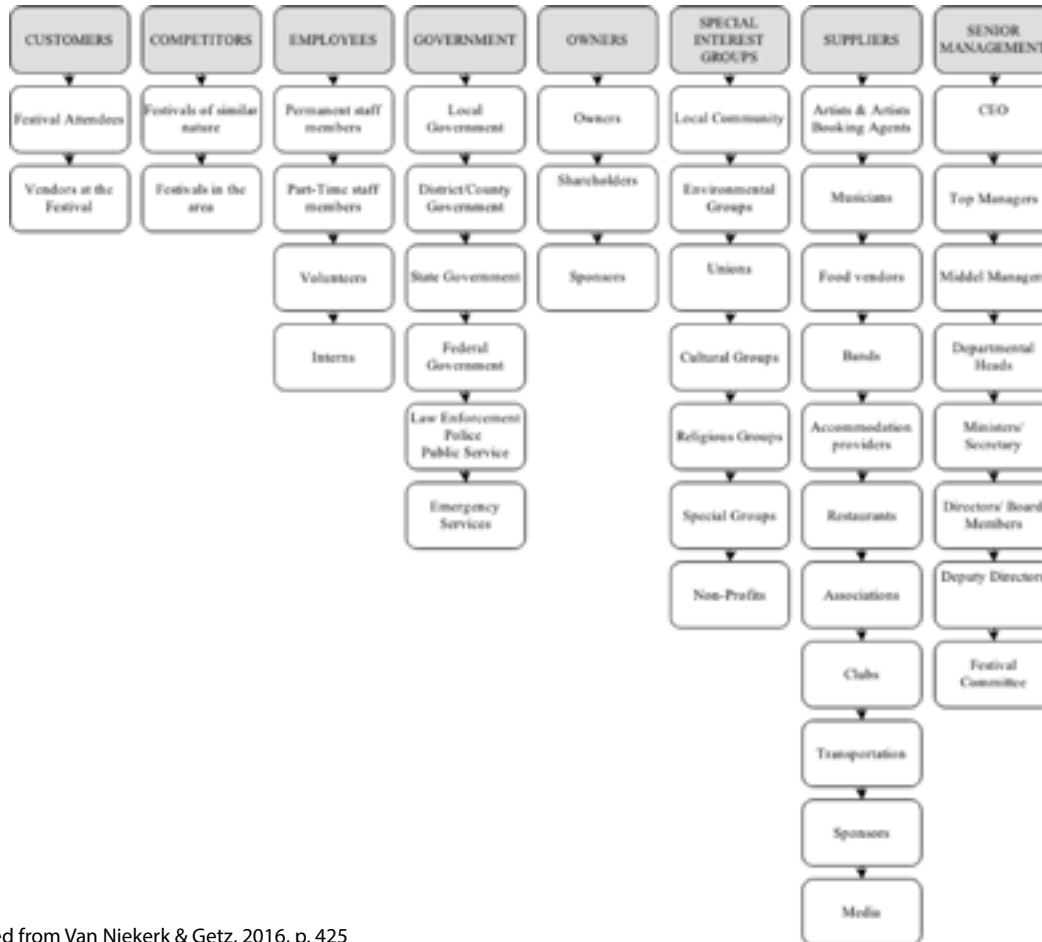 CUSTOMERS
Festival Attendees
Vendors at the
Festival
COMPETITORS
Festivals of similar
nature
Festivals in the
area
EMPLOYEES
Permanent staff
members
Part-Time staff
members
Volunteers
Interns
GOVERNMENT
Local
Government
District/County
Government
State Government
Federal
Government
Law Enforcement
Police
Public Service
Emergency
Services
OWNERS
Owners
Shareholders
Sponsors
SPECIAL
INTEREST
GROUPS
Local Community
Environmental
Groups
Unions
Cultural Groups
Religious Groups
Special Groups
Non-Profits
SUPPLIERS
Artists & Artists
Booking Agents
Musicians
Food vendors
Bands
Accommodation
providers
Restaurants
Associations
Clubs
Transportation
Sponsors
Media
SENIOR
MANAGEMENT
CEO
Top Managers
Middel Manager
Departmental
Heads
Ministers/
Secretary
Directors/ Board
Members
Deputy Director
Festival
Committee
ed from Van Niekerk & Getz, 2016, p. 425